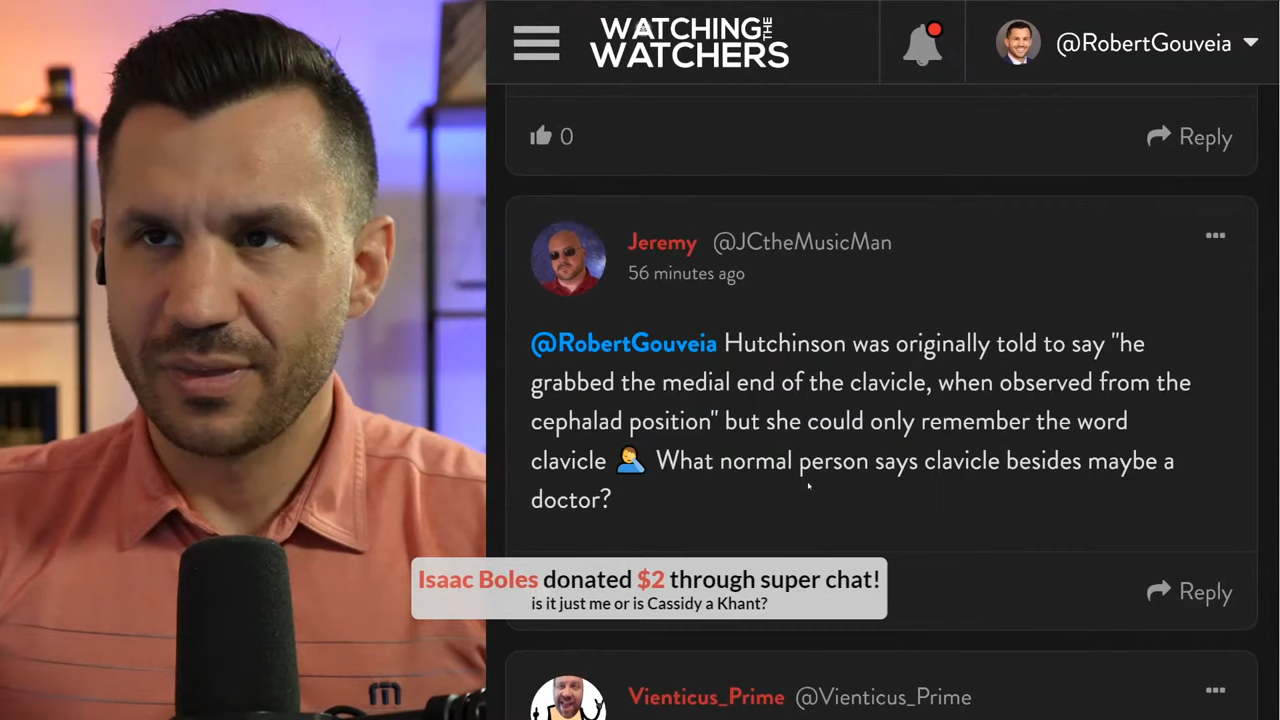 WATCHING THE
WATCHERS
@RobertGouveia
0
Reply
Jeremy @JCtheMusicMan
56 minutes ago
@RobertGouveia Hutchinson was originally told to say "he
grabbed the medial end of the clavicle, when observed from the
cephalad position" but she could only remember the word
clavicle 🤦‍♂️ What normal person says clavicle besides maybe a
doctor?
Isaac Boles donated $2 through super chat!
is it just me or is Cassidy a Khant?
Reply
Vienticus_Prime @Vienticus_Prime